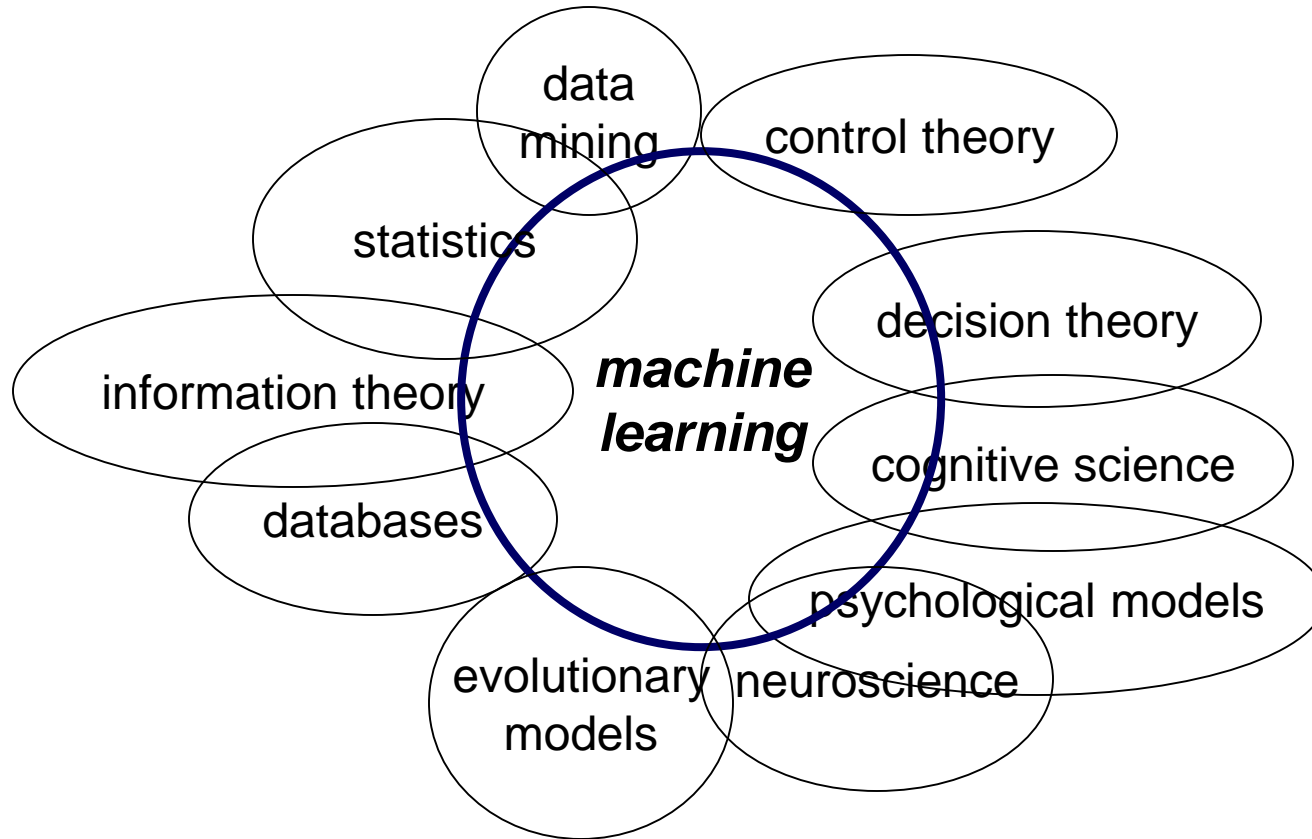 data
mining
control theory
statistics
decision theory
machine
learning
information theory
cognitive science
databases
psychological models
evolutionary
models
neuroscience